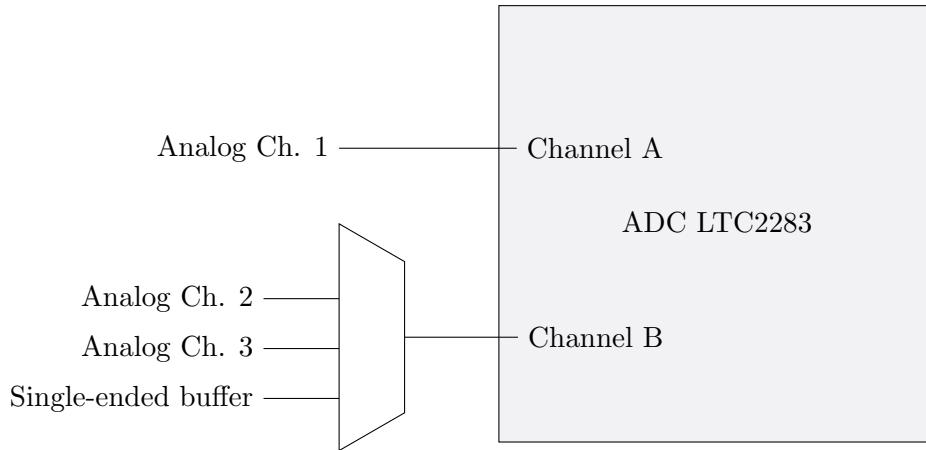 Analog Ch. 1
Channel A
ADC LTC2283
Analog Ch. 2
Analog Ch. 3
Channel B
Single-ended buffer